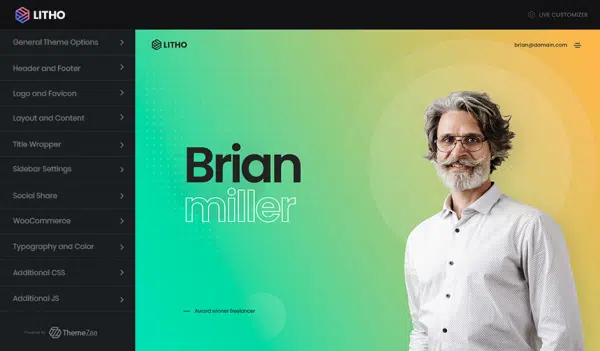 LITHO
LIVE CUSTOMIZER
General Theme Options
Header and Footer
Logo and Favicon
Layout and Content
Title Wrapper
Sidebar Settings
Social Share
WooCommerce
Typography and Color
Additional CSS
Additional JS
Powered by ThemeZaa
LITHO
brian@domain.com
Brian
miller
Award winner freelancer